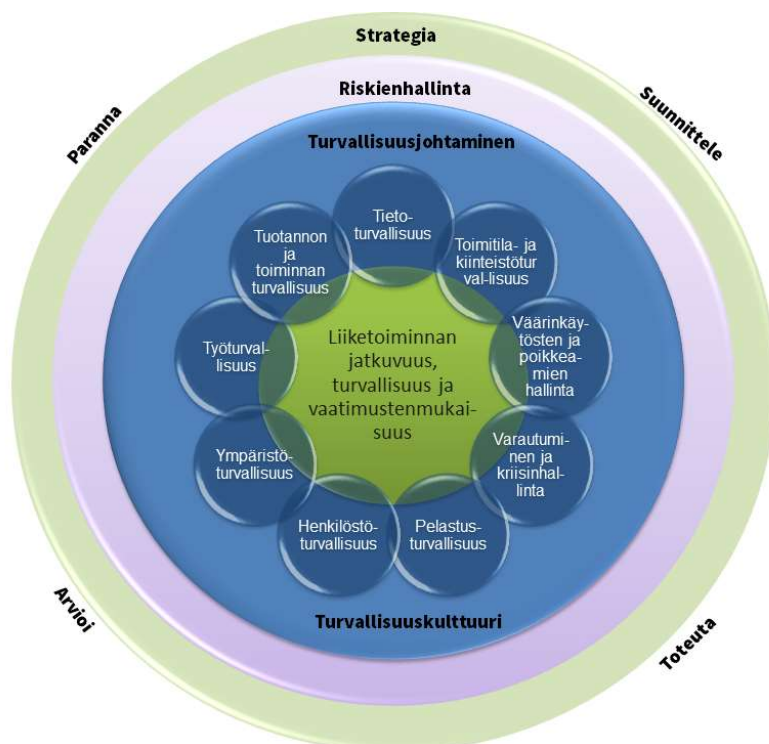 Strategia
Suunnittele
Paranna
Riskienhallinta
Turvallisuusjohtaminen
Tieto-
turvallisuus
Toimitila- ja
kiinteistötur
val-lisuus
Väärinkäy-
tösten ja
poikkea-
mien
hallinta
Varautumi-
nen ja
kriisinhal-
linta
Pelastus-
turvallisuus
Henkilöstö-
turvallisuus
Ympäristö-
turvallisuus
Työturval-
lisuus
Tuotannon
ja
toiminnan
turvallisuus
Liiketoiminnan
jatkuvuus,
turvallisuus ja
vaatimustenmukai-
suus
Turvallisuuskulttuuri
Arvioi
Toteuta